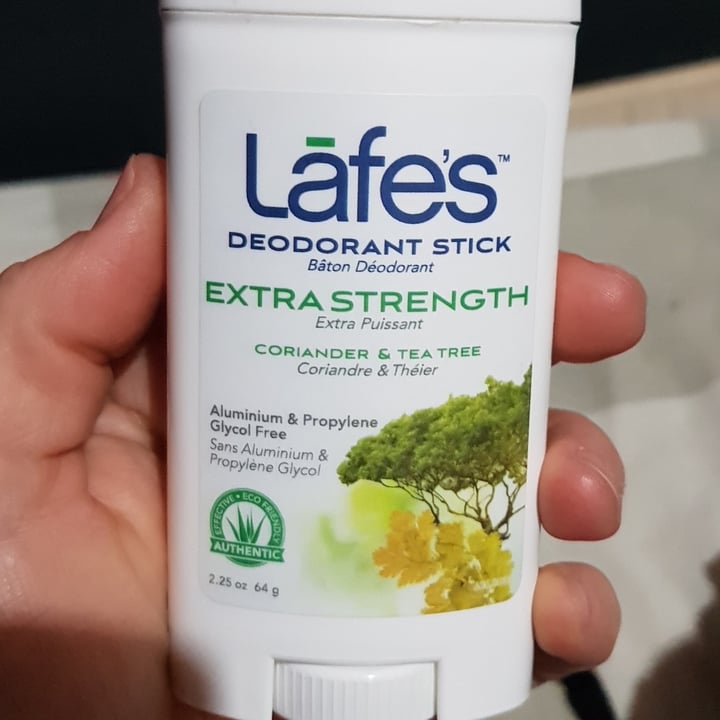 Lāfe's™
DEODORANT STICK
Bâton Déodorant
EXTRA STRENGTH
Extra Puissant
CORIANDER & TEA TREE
Coriandre & Théier
Aluminium & Propylene
Glycol Free
Sans Aluminium &
Propylène Glycol
EFFECTIVE • ECO FRIENDLY
AUTHENTIC
2.25 oz 64 g